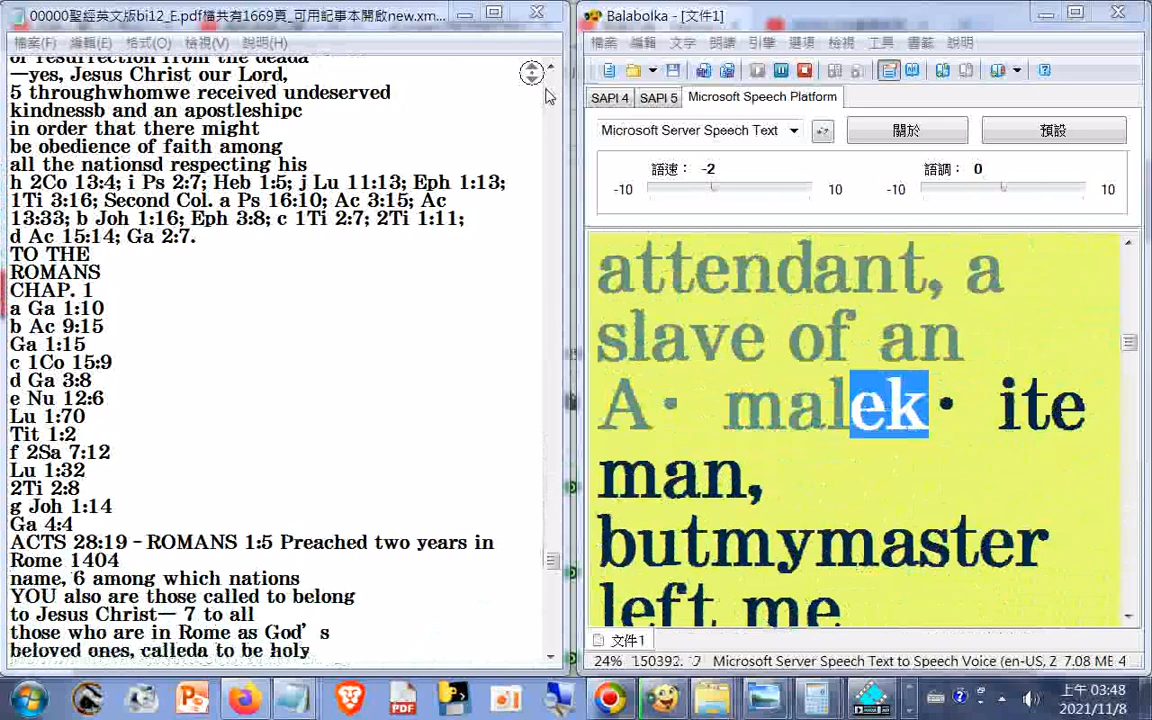 00000聖經英文版bi12_E.pdf檔共有1669頁_可用記事本開啟new.xm...
檔案(F) 編輯(E) 格式(O) 檢視(V) 說明(H)
of resurrection from the deada
—yes, Jesus Christ our Lord,
5 throughwhomwe received undeserved
kindnessb and an apostleshipc
in order that there might
be obedience of faith among
all the nationsd respecting his
h 2Co 13:4; i Ps 2:7; Heb 1:5; j Lu 11:13; Eph 1:13;
1Ti 3:16; Second Col. a Ps 16:10; Ac 3:15; Ac
13:33; b Joh 1:16; Eph 3:8; c 1Ti 2:7; 2Ti 1:11;
d Ac 15:14; Ga 2:7.
TO THE
ROMANS
CHAP. 1
a Ga 1:10
b Ac 9:15
Ga 1:15
c 1Co 15:9
d Ga 3:8
e Nu 12:6
Lu 1:70
Tit 1:2
f 2Sa 7:12
Lu 1:32
2Ti 2:8
g Joh 1:14
Ga 4:4
ACTS 28:19–ROMANS 1:5 Preached two years in
Rome 1404
name, 6 among which nations
YOU also are those called to belong
to Jesus Christ— 7 to all
those who are in Rome as God’s
beloved ones, calleda to be holy
Balabolka - [文件1]
檔案 編輯 文字 朗讀 引擎 選項 檢視 工具 書籤 說明
SAPI 4 SAPI 5 Microsoft Speech Platform
Microsoft Server Speech Text 關於 預設
語速： -2 語調： 0
-10 10 -10 10
attendant, a
slave of an
A• malek• ite
man,
butmymaster
left me
文件1
24% 150392. Microsoft Server Speech Text to Speech Voice (en-US, 2 7.08 MB 4
PDF
上午 03:48
2021/11/8